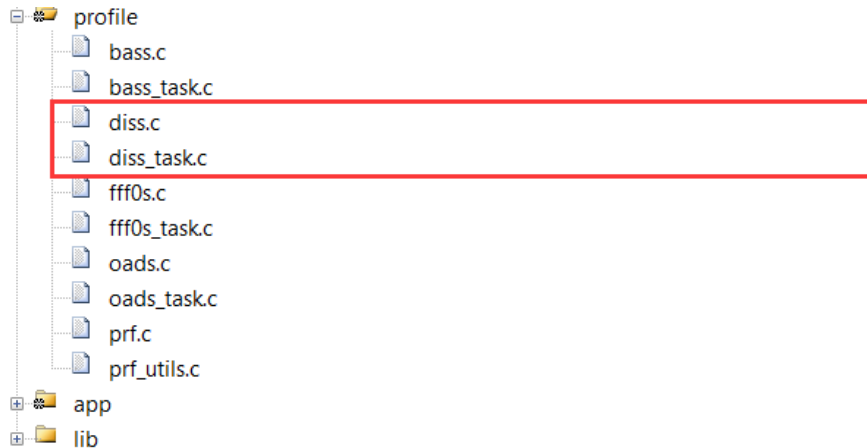 profile
bass.c
bass_task.c
diss.c
diss_task.c
fff0s.c
fff0s_task.c
oads.c
oads_task.c
prf.c
prf_utils.c
app
lib